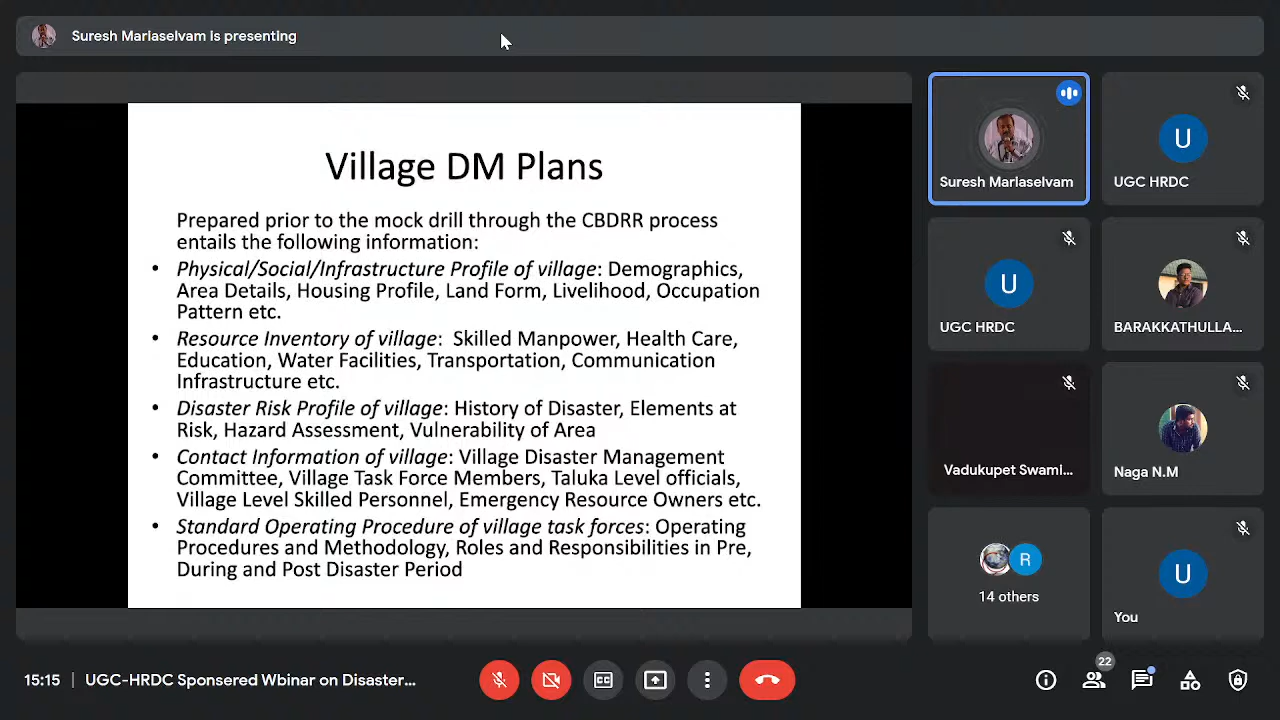 Suresh Mariaselvam is presenting
Village DM Plans
Prepared prior to the mock drill through the CBDRR process
entails the following information:
• Physical/Social/Infrastructure Profile of village: Demographics,
Area Details, Housing Profile, Land Form, Livelihood, Occupation
Pattern etc.
• Resource Inventory of village:  Skilled Manpower, Health Care,
Education, Water Facilities, Transportation, Communication
Infrastructure etc.
• Disaster Risk Profile of village: History of Disaster, Elements at
Risk, Hazard Assessment, Vulnerability of Area
• Contact Information of village: Village Disaster Management
Committee, Village Task Force Members, Taluka Level officials,
Village Level Skilled Personnel, Emergency Resource Owners etc.
• Standard Operating Procedure of village task forces: Operating
Procedures and Methodology, Roles and Responsibilities in Pre,
During and Post Disaster Period
Suresh Mariaselvam
U
UGC HRDC
U
UGC HRDC
BARAKKATHULLA...
Vadukupet Swami...
Naga N.M
R
14 others
U
You
15:15 | UGC-HRDC Sponsered Wbinar on Disaster...
CC
22